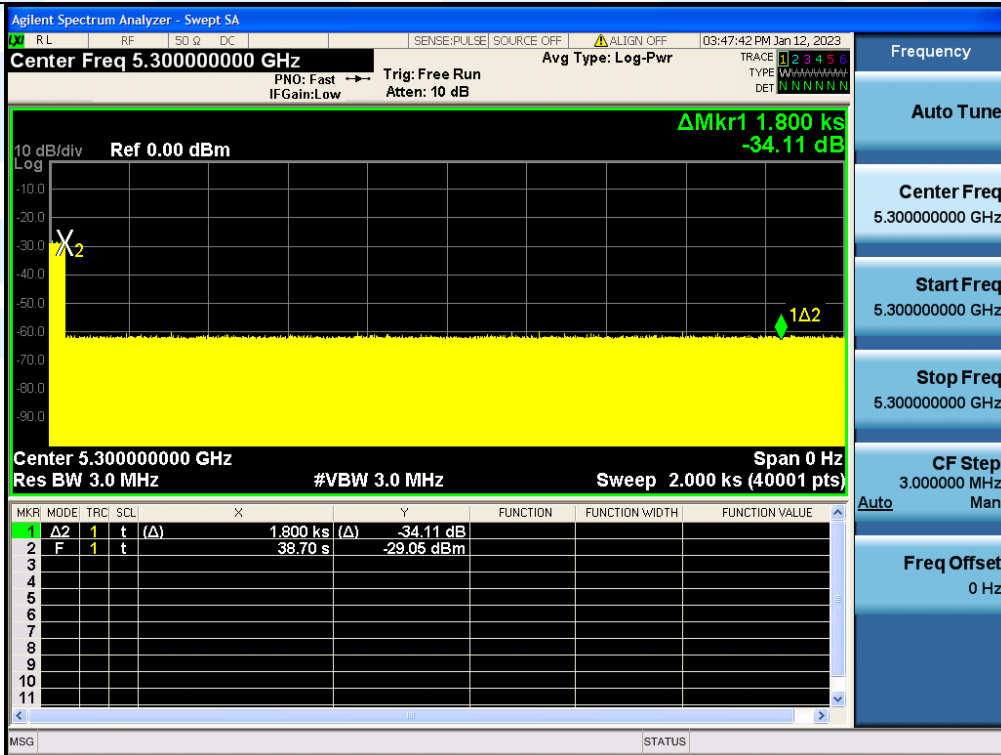 Agilent Spectrum Analyzer - Swept SA
LXI RL RF 50 Ω DC SENSE:PULSE SOURCE OFF ⚠ALIGN OFF 03:47:42 PM Jan 12, 2023
Center Freq 5.300000000 GHz
Avg Type: Log-Pwr
TRACE 1 2 3 4 5 6
PNO: Fast Trig: Free Run
TYPE WWWWWW
IFGain:Low Atten: 10 dB
DET N N N N N N
ΔMkr1 1.800 ks
-34.11 dB
10 dB/div Ref 0.00 dBm
Log
-10.0
-20.0
-30.0
X2
-40.0
-50.0
1Δ2
-60.0
-70.0
-80.0
-90.0
Center 5.300000000 GHz Span 0 Hz
Res BW 3.0 MHz #VBW 3.0 MHz Sweep 2.000 ks (40001 pts)
MKR MODE TRC SCL X Y FUNCTION FUNCTION WIDTH FUNCTION VALUE
1 Δ2 1 t (Δ) 1.800 ks (Δ) -34.11 dB
2 F 1 t 38.70 s -29.05 dBm
3
4
5
6
7
8
9
10
11
MSG STATUS
Frequency
Auto Tune
Center Freq
5.300000000 GHz
Start Freq
5.300000000 GHz
Stop Freq
5.300000000 GHz
CF Step
3.000000 MHz
Auto Man
Freq Offset
0 Hz